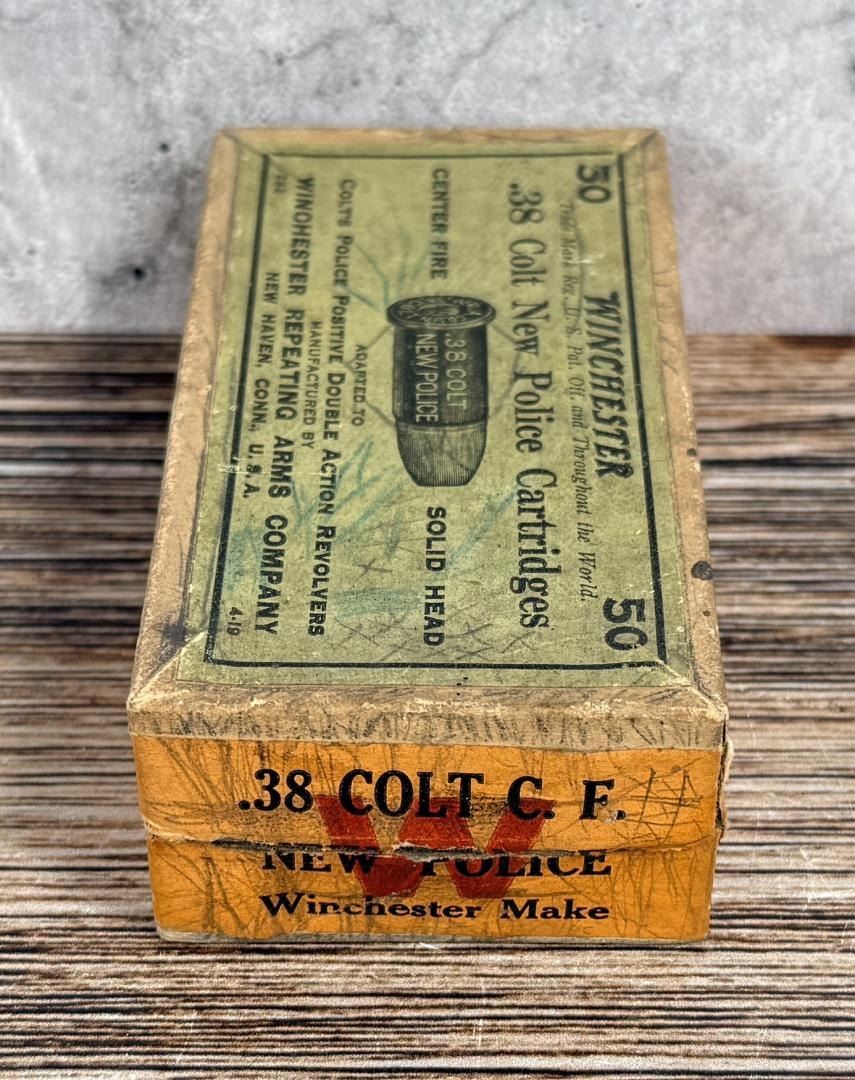 50 WINCHESTER 50
Trade Mark Reg. U. S. Pat. Off. and Throughout the World.
.38 Colt New Police Cartridges
CENTER FIRE SOLID HEAD
.38 COLT
NEW POLICE
ADAPTED TO
COLT'S POLICE POSITIVE DOUBLE ACTION REVOLVERS
MANUFACTURED BY
WINCHESTER REPEATING ARMS COMPANY
NEW HAVEN, CONN., U. S. A.
4-19
.38 COLT C. F.
W
NEW POLICE
Winchester Make